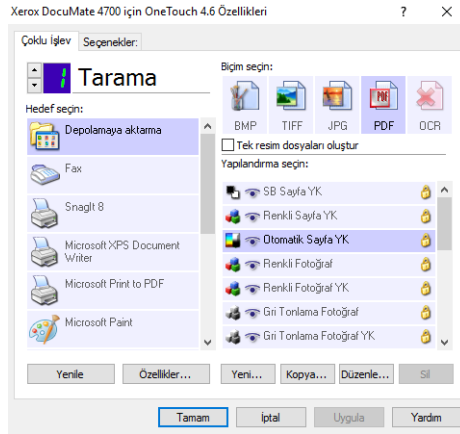 Xerox DocuMate 4700 için OneTouch 4.6 Özellikleri
Çoklu İşlev
Seçenekler:
1
Tarama
Hedef seçin:
Depolamaya aktarma
Fax
SnagIt 8
Microsoft XPS Document
Writer
Microsoft Print to PDF
Microsoft Paint
Yenile
Özellikler...
Biçim seçin:
BMP
TIFF
JPG
PDF
OCR
Tek resim dosyaları oluştur
Yapılandırma seçin:
SB Sayfa YK
Renkli Sayfa YK
Otomatik Sayfa YK
Renkli Fotoğraf
Renkli Fotoğraf YK
Gri Tonlama Fotoğraf
Gri Tonlama Fotoğraf YK
Yeni...
Kopya...
Düzenle...
Sil
Tamam
İptal
Uygula
Yardım